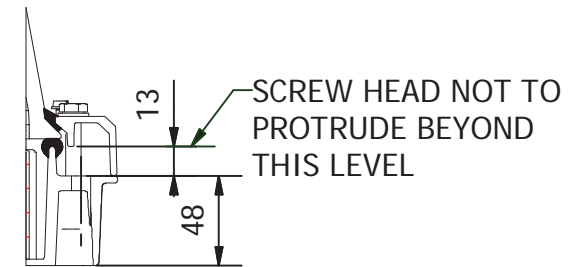 13
SCREW HEAD NOT TO
PROTRUDE BEYOND
THIS LEVEL
48